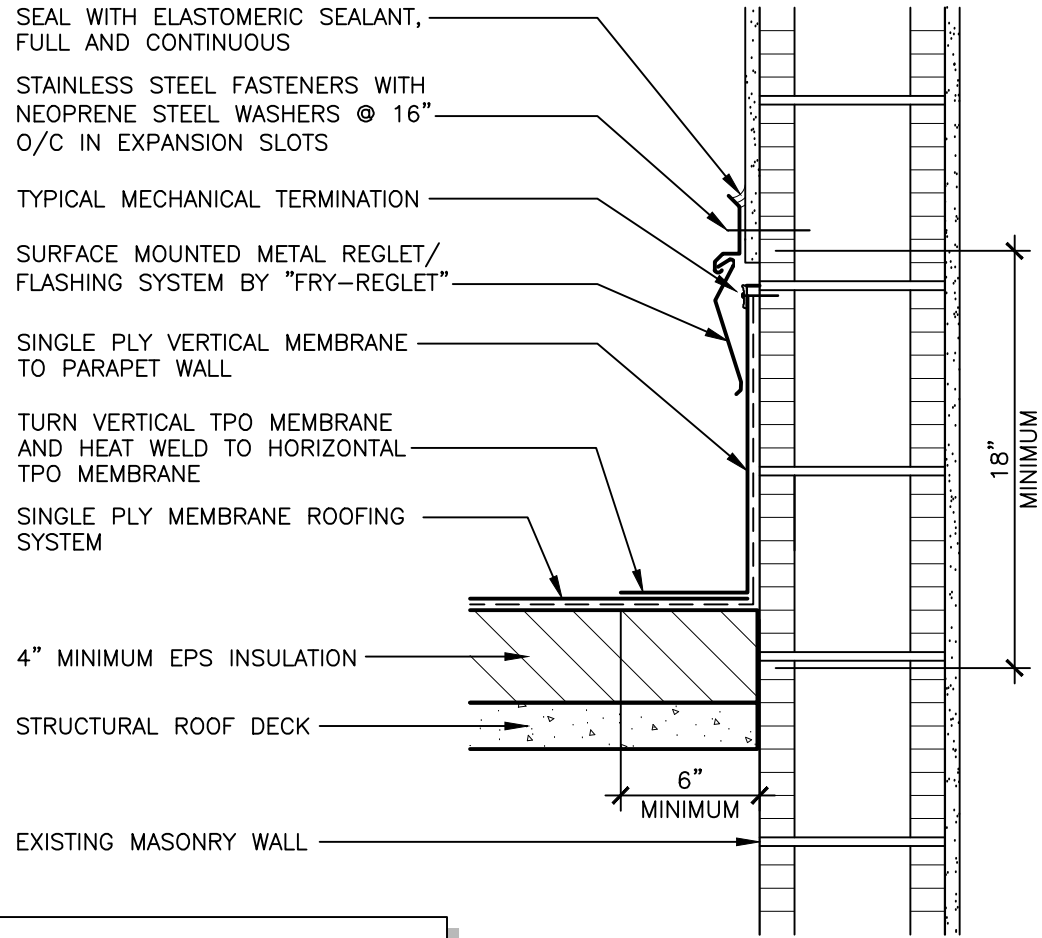 SEAL WITH ELASTOMERIC SEALANT,
FULL AND CONTINUOUS
STAINLESS STEEL FASTENERS WITH
NEOPRENE STEEL WASHERS @ 16"
O/C IN EXPANSION SLOTS
TYPICAL MECHANICAL TERMINATION
SURFACE MOUNTED METAL REGLET/
FLASHING SYSTEM BY "FRY-REGLET"
SINGLE PLY VERTICAL MEMBRANE
TO PARAPET WALL
TURN VERTICAL TPO MEMBRANE
AND HEAT WELD TO HORIZONTAL
TPO MEMBRANE
SINGLE PLY MEMBRANE ROOFING
SYSTEM
4" MINIMUM EPS INSULATION
STRUCTURAL ROOF DECK
EXISTING MASONRY WALL
6"
MINIMUM
18"
MINIMUM